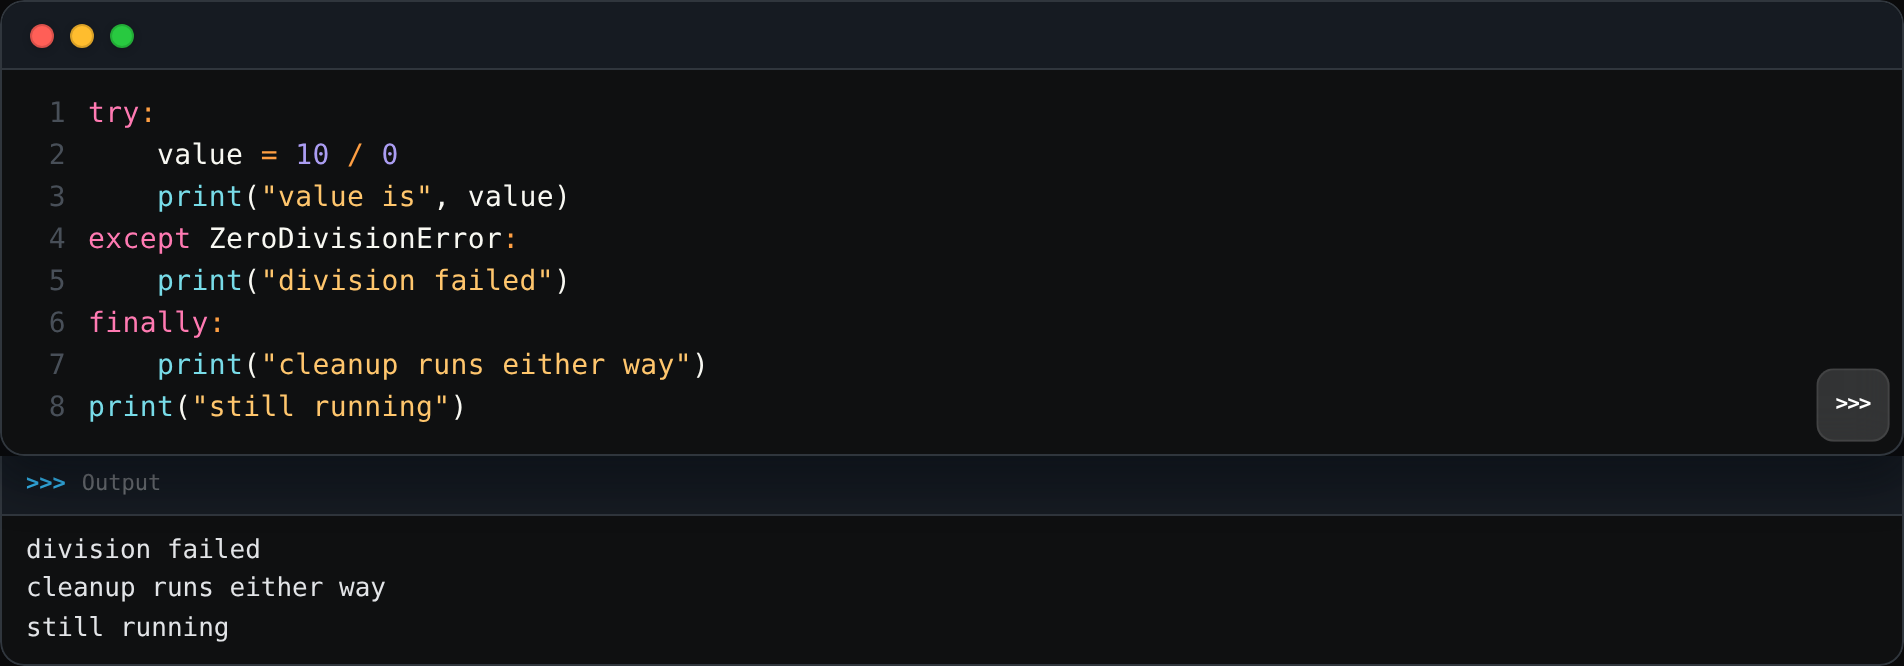 1 try:
2     value = 10 / 0
3     print("value is", value)
4 except ZeroDivisionError:
5     print("division failed")
6 finally:
7     print("cleanup runs either way")
8 print("still running")
>>>
>>> Output
division failed
cleanup runs either way
still running